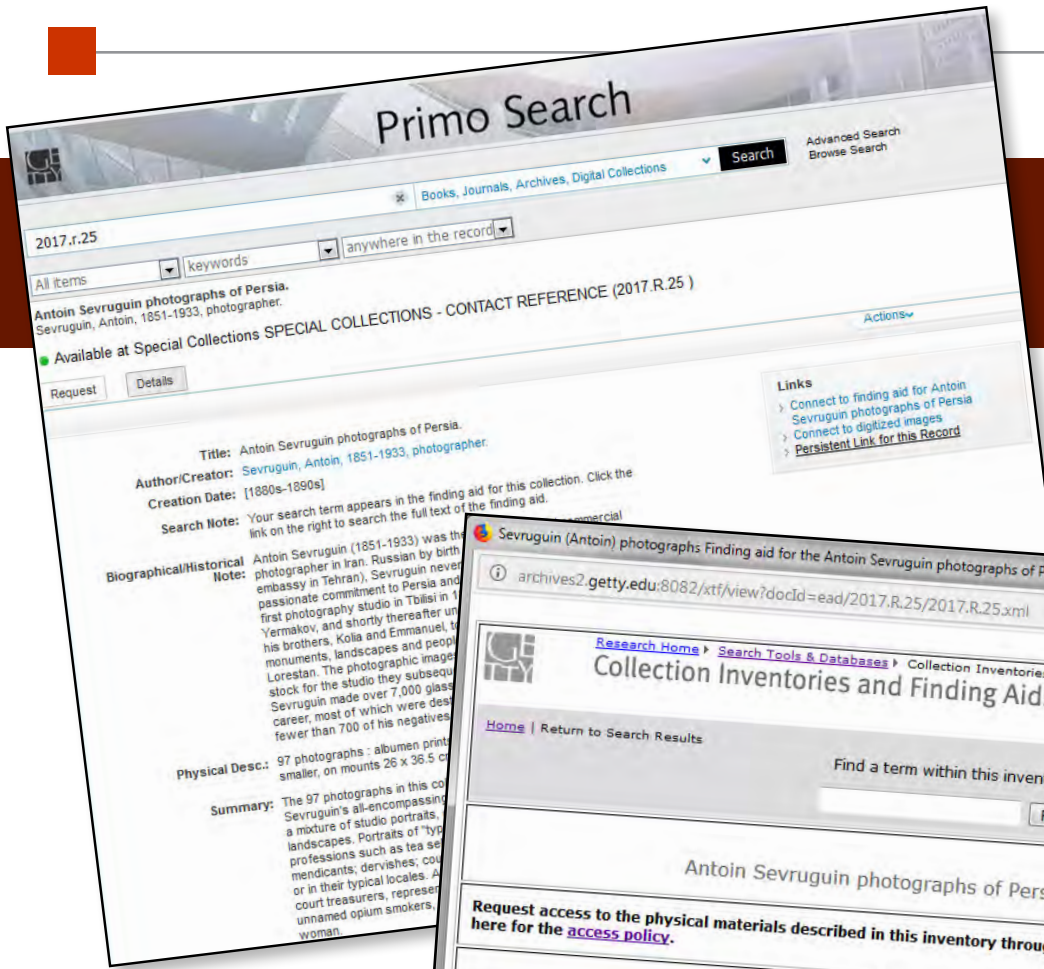 GETTY
Primo Search
2017.r.25
Books, Journals, Archives, Digital Collections
Search
Advanced Search
Browse Search
All items
keywords
anywhere in the record
Antoin Sevruguin photographs of Persia.
Sevruguin, Antoin, 1851-1933, photographer.
Available at Special Collections SPECIAL COLLECTIONS - CONTACT REFERENCE (2017.R.25 )
Actions
Request
Details
Links
Connect to finding aid for Antoin
Sevruguin photographs of Persia
Connect to digitized images
Persistent Link for this Record
Title: Antoin Sevruguin photographs of Persia.
Author/Creator: Sevruguin, Antoin, 1851-1933, photographer.
Creation Date: [1880s-1890s]
Search Note: Your search term appears in the finding aid for this collection. Click the
link on the right to search the full text of the finding aid.
Biographical/Historical Note: Antoin Sevruguin (1851-1933) was the
photographer in Iran. Russian by birth
embassy in Tehran), Sevruguin never
passionate commitment to Persia and
first photography studio in Tbilisi in 1
Yermakov, and shortly thereafter un
his brothers, Kolia and Emmanuel, to
monuments, landscapes and peopl
Lorestan. The photographic image
stock for the studio they subsequ
Sevruguin made over 7,000 glass
career, most of which were dest
fewer than 700 of his negatives
Physical Desc.: 97 photographs : albumen print
smaller, on mounts 26 x 36.5 c
Summary: The 97 photographs in this co
Sevruguin's all-encompassing
a mixture of studio portraits,
landscapes. Portraits of "typ
professions such as tea se
mendicants; dervishes; cou
or in their typical locales. A
court treasurers, represen
unnamed opium smokers,
woman.
Sevruguin (Antoin) photographs Finding aid for the Antoin Sevruguin photographs of P
archives2.getty.edu:8082/xtf/view?docId=ead/2017.R.25/2017.R.25.xml
GETTY
Research Home Search Tools & Databases Collection Inventories
Collection Inventories and Finding Aid
Home | Return to Search Results
Find a term within this inven
Antoin Sevruguin photographs of Pers
Request access to the physical materials described in this inventory throu
here for the access policy.